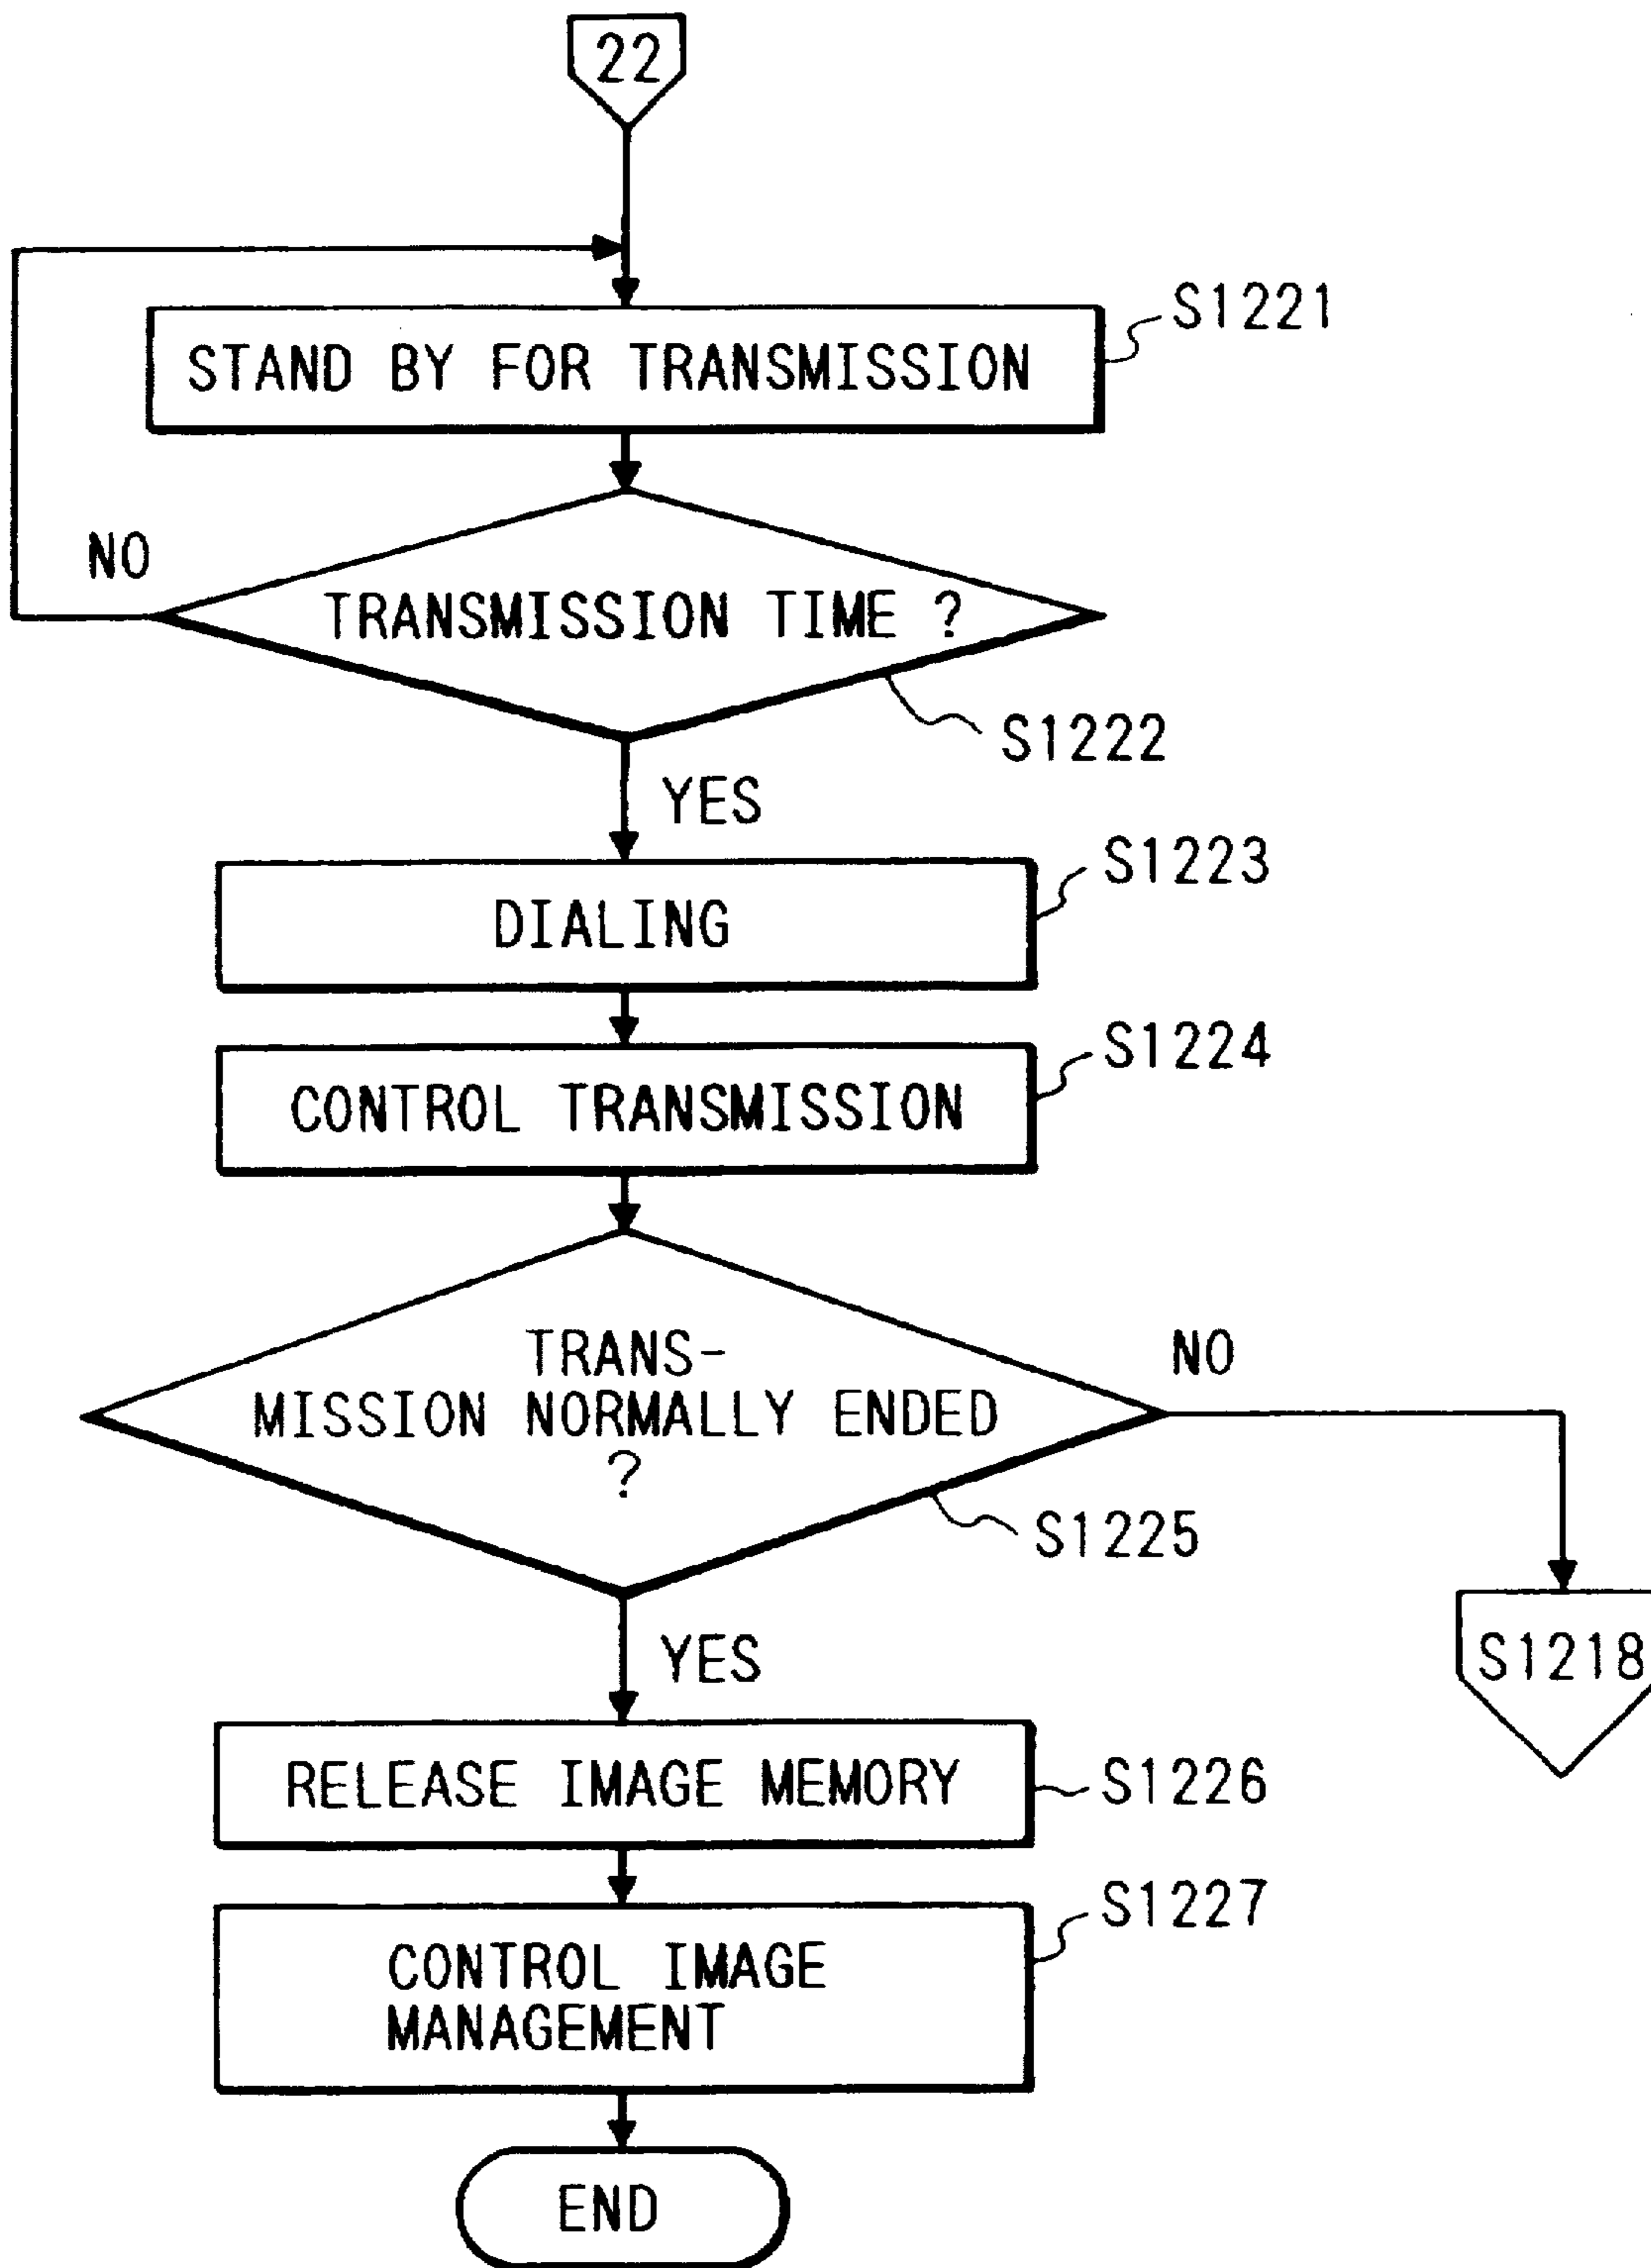 22
S1221
STAND BY FOR TRANSMISSION
NO
TRANSMISSION TIME ?
S1222
YES
S1223
DIALING
S1224
CONTROL TRANSMISSION
TRANS-
MISSION NORMALLY ENDED
?
NO
S1225
S1218
YES
RELEASE IMAGE MEMORY
S1226
S1227
CONTROL IMAGE
MANAGEMENT
END